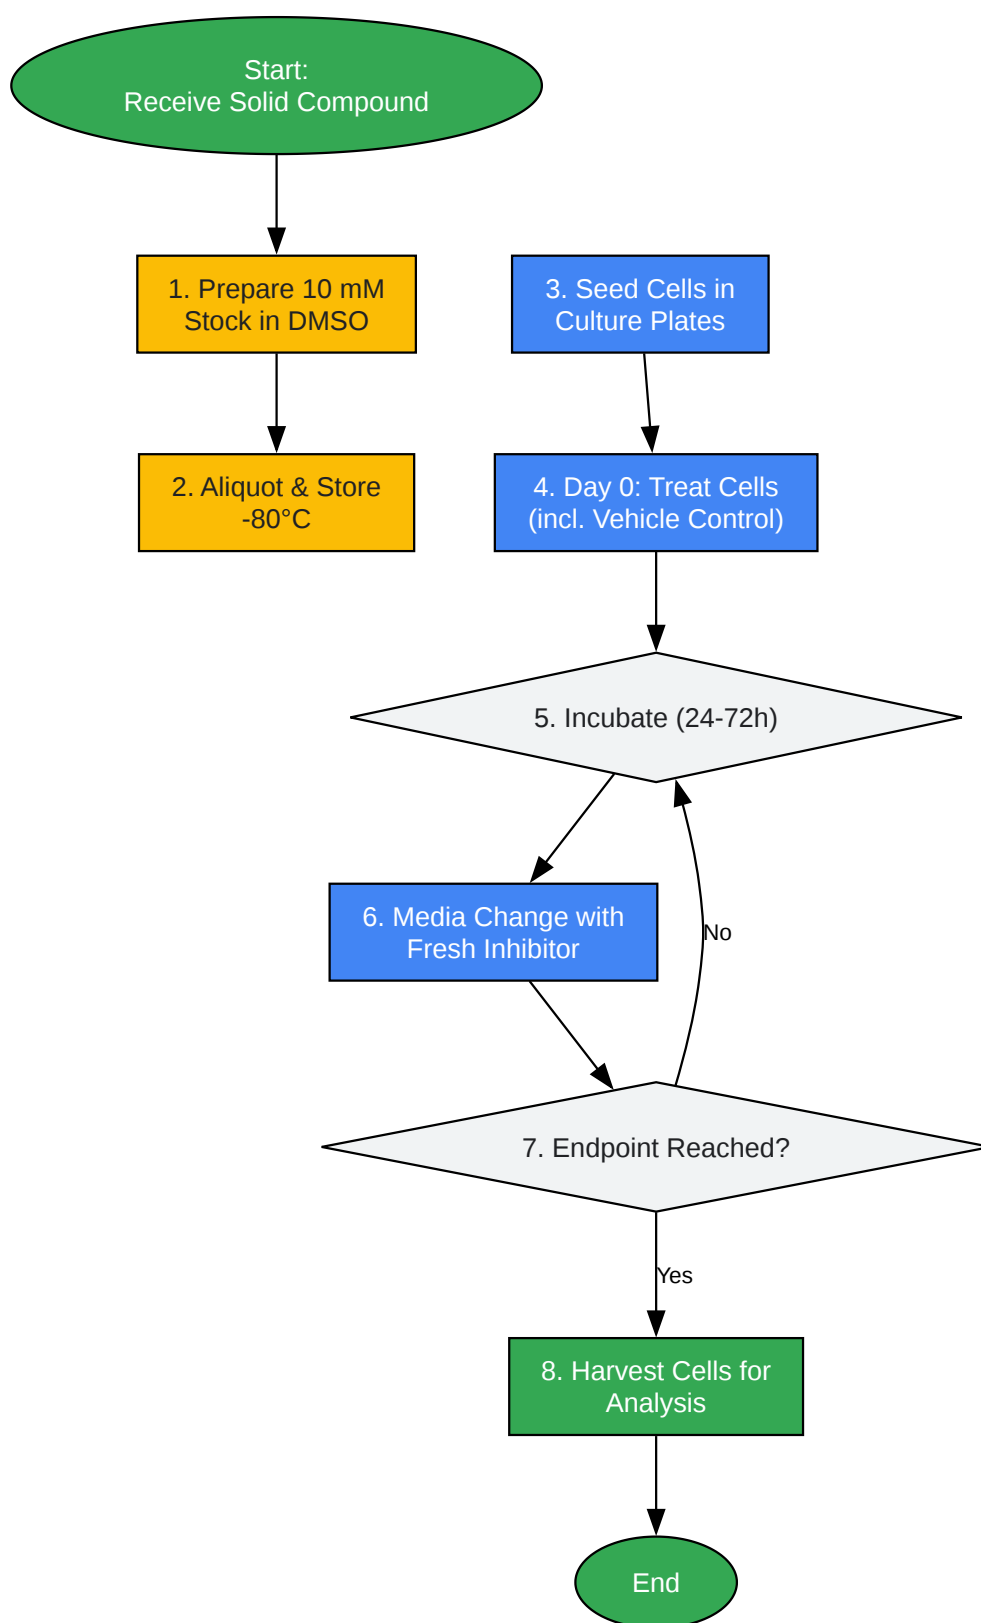 Start:
Receive Solid Compound
1. Prepare 10 mM
Stock in DMSO
2. Aliquot & Store
-80°C
3. Seed Cells in
Culture Plates
4. Day 0: Treat Cells
(incl. Vehicle Control)
5. Incubate (24-72h)
6. Media Change with
Fresh Inhibitor
No
7. Endpoint Reached?
Yes
8. Harvest Cells for
Analysis
End